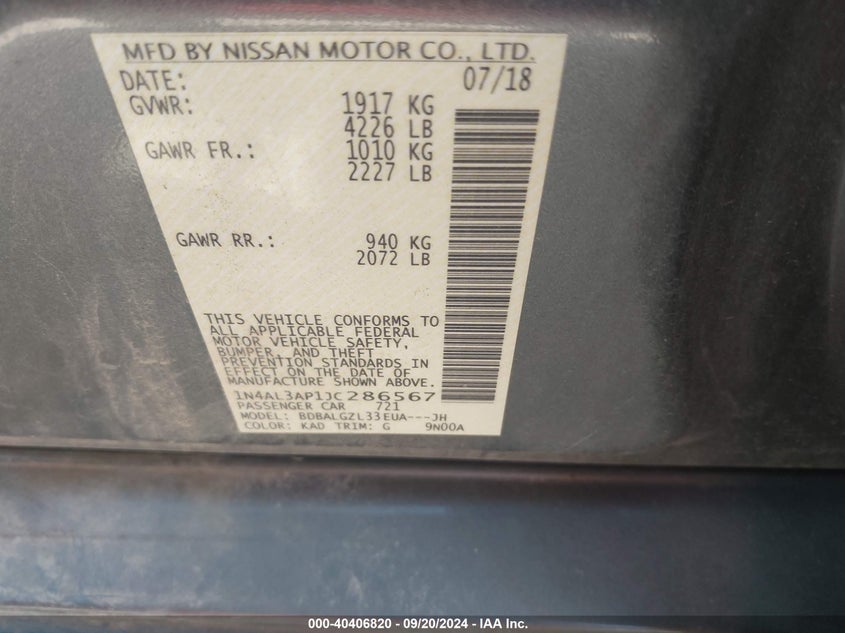 MFD BY NISSAN MOTOR CO., LTD.
DATE: 07/18
GVWR: 1917 KG
4226 LB
GAWR FR.: 1010 KG
2227 LB
GAWR RR.: 940 KG
2072 LB
THIS VEHICLE CONFORMS TO
ALL APPLICABLE FEDERAL
MOTOR VEHICLE SAFETY,
BUMPER, AND THEFT
PREVENTION STANDARDS IN
EFFECT ON THE DATE OF
MANUFACTURE SHOWN ABOVE.
1N4AL3AP1JC286567
PASSENGER CAR 721
MODEL: BDBALGZL33EUA---JH
COLOR: KAD TRIM: G 9N00A
000-40406820 - 09/20/2024 - IAA Inc.